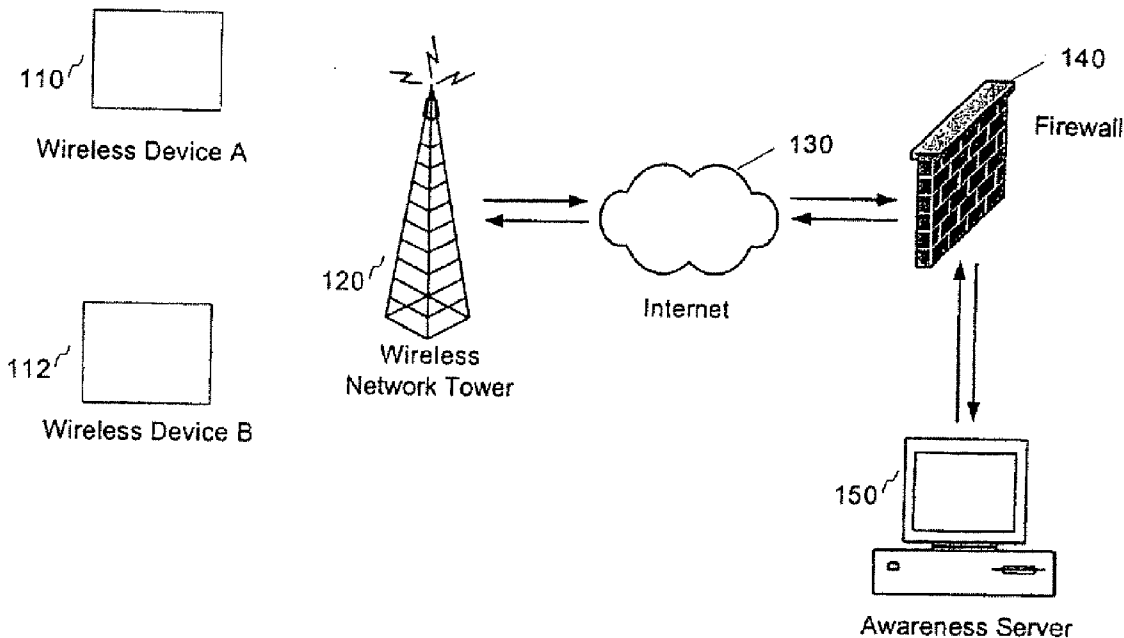 110
Wireless Device A
140
Firewall
130
120
Internet
Wireless
Network Tower
112
Wireless Device B
150
Awareness Server